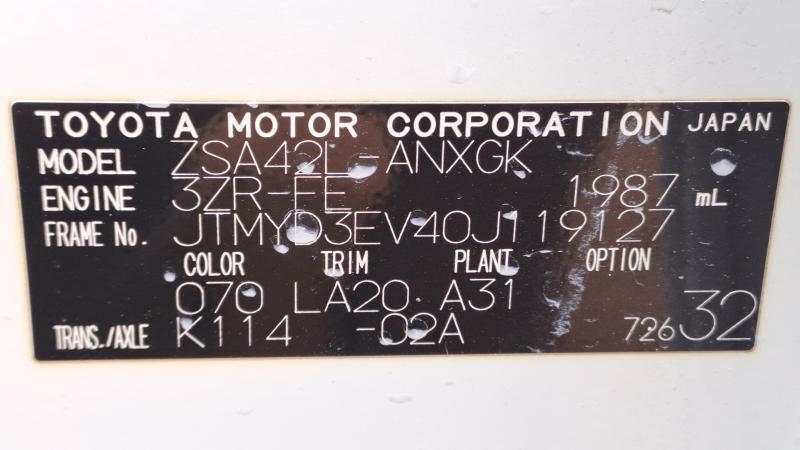 TOYOTA MOTOR CORPORATION JAPAN
MODEL ZSA42L-ANXGK
ENGINE 3ZR-FE 1987 mL
FRAME No. JTMYD3EV40J119127
COLOR TRIM PLANT OPTION
070 LA20 A31
TRANS./AXLE K114 -02A 726 32